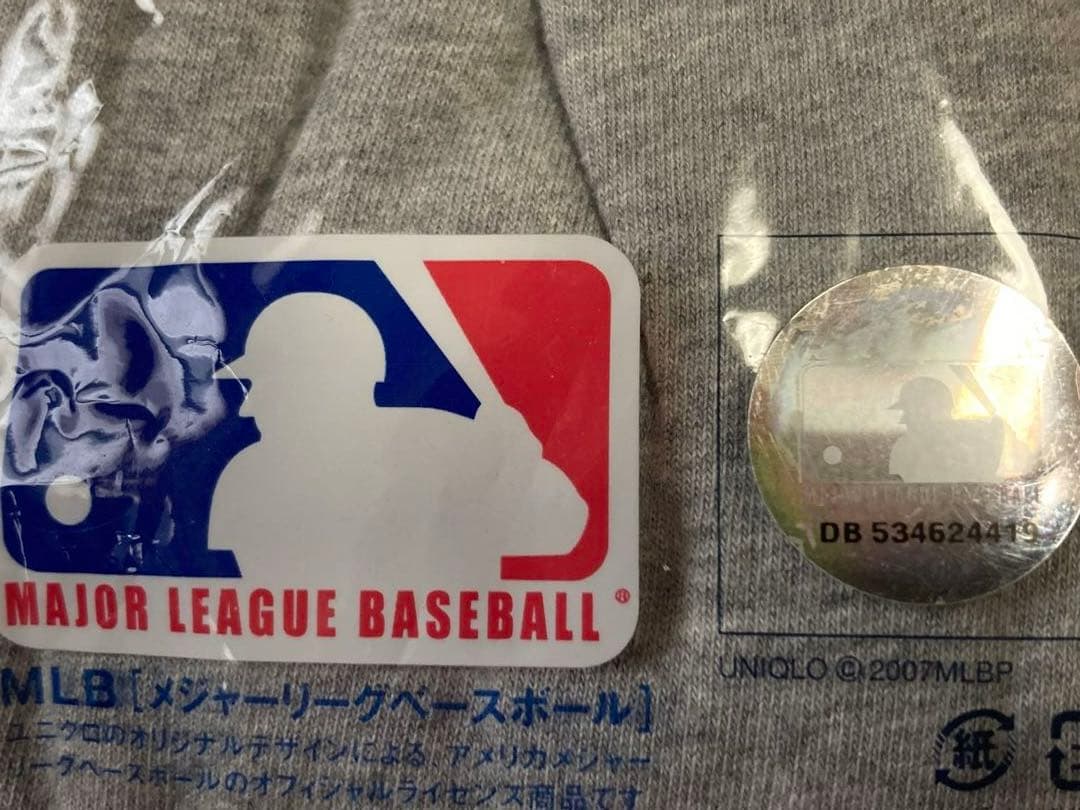 MAJOR LEAGUE BASEBALL®
MLB [メジャーリーグベースボール]
ユニクロのオリジナルデザインによる、アメリカメジャー
リーグベースボールのオフィシャルライセンス商品です
DB 534624419
UNIQLO ©2007MLBP
紙